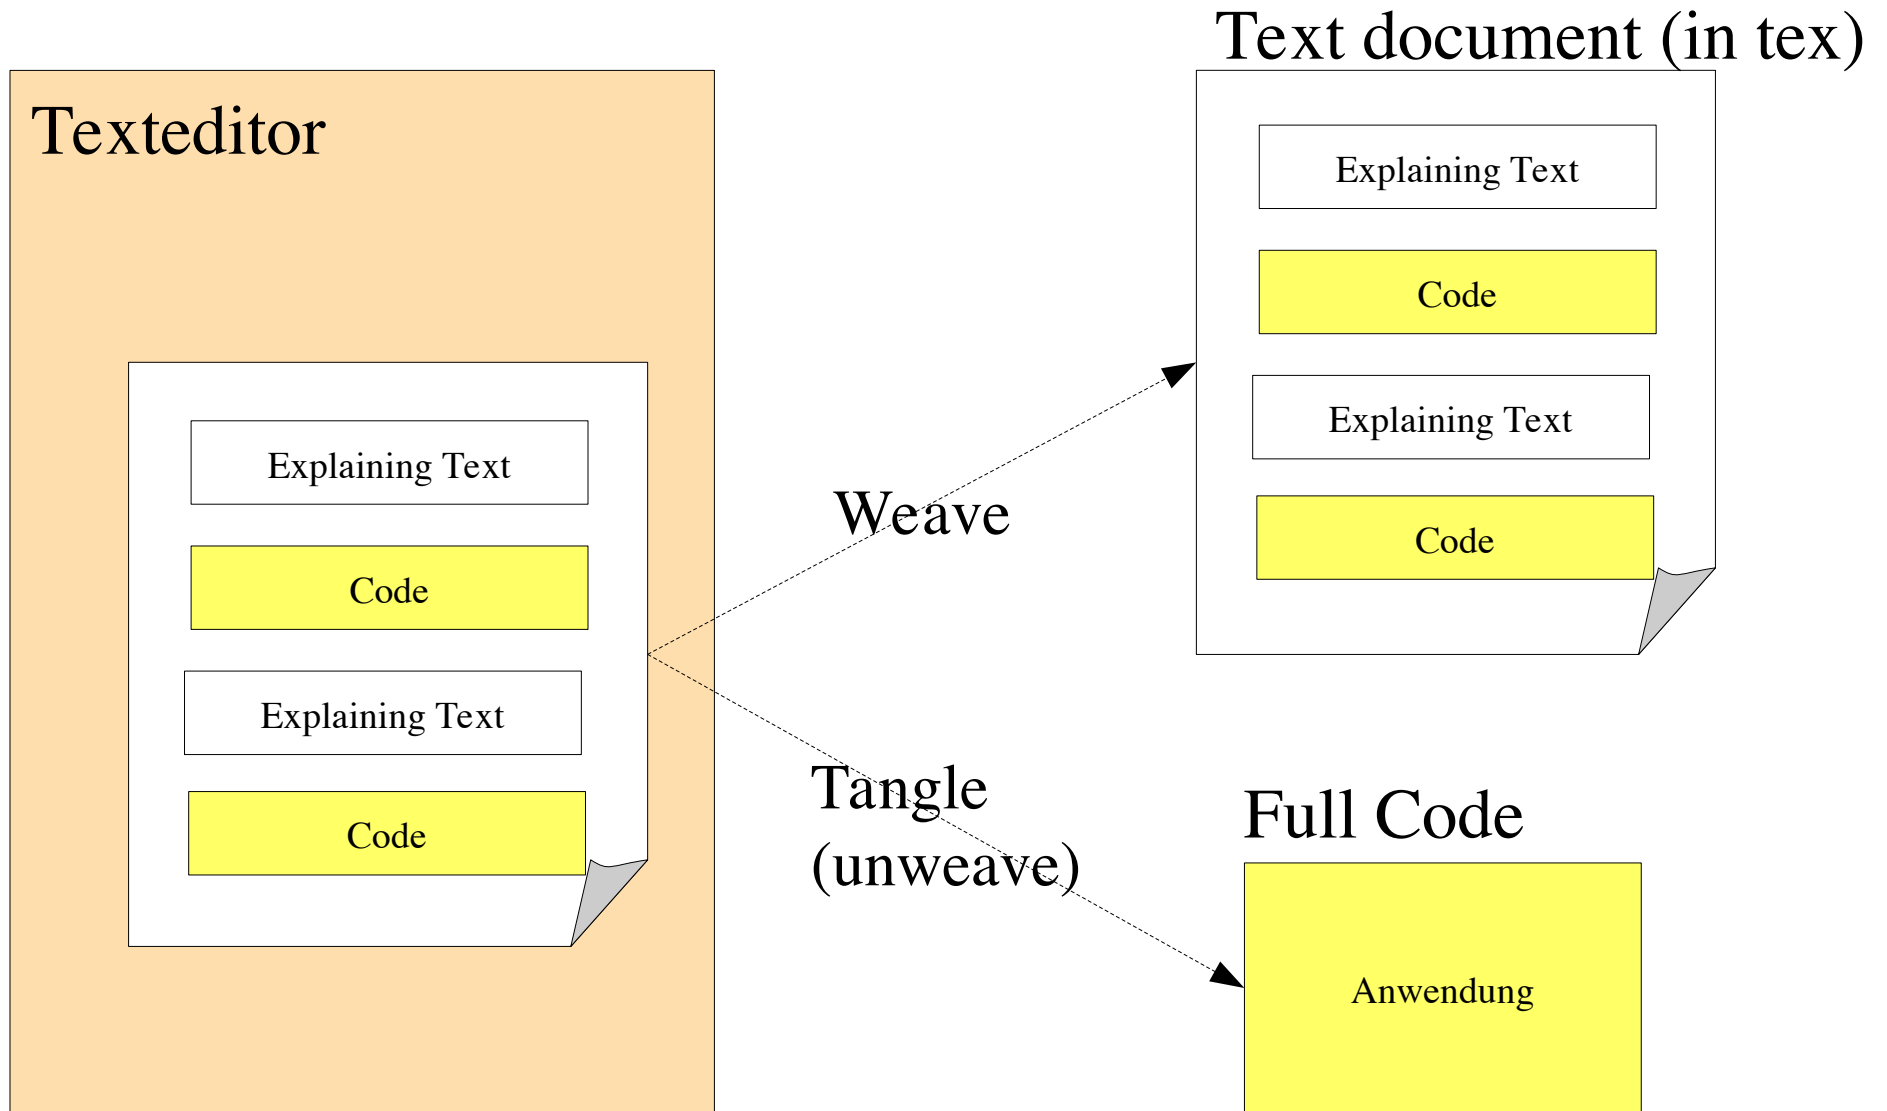 Texteditor
Explaining Text
Code
Explaining Text
Code
Weave
Tangle
(unweave)
Text document (in tex)
Explaining Text
Code
Explaining Text
Code
Full Code
Anwendung